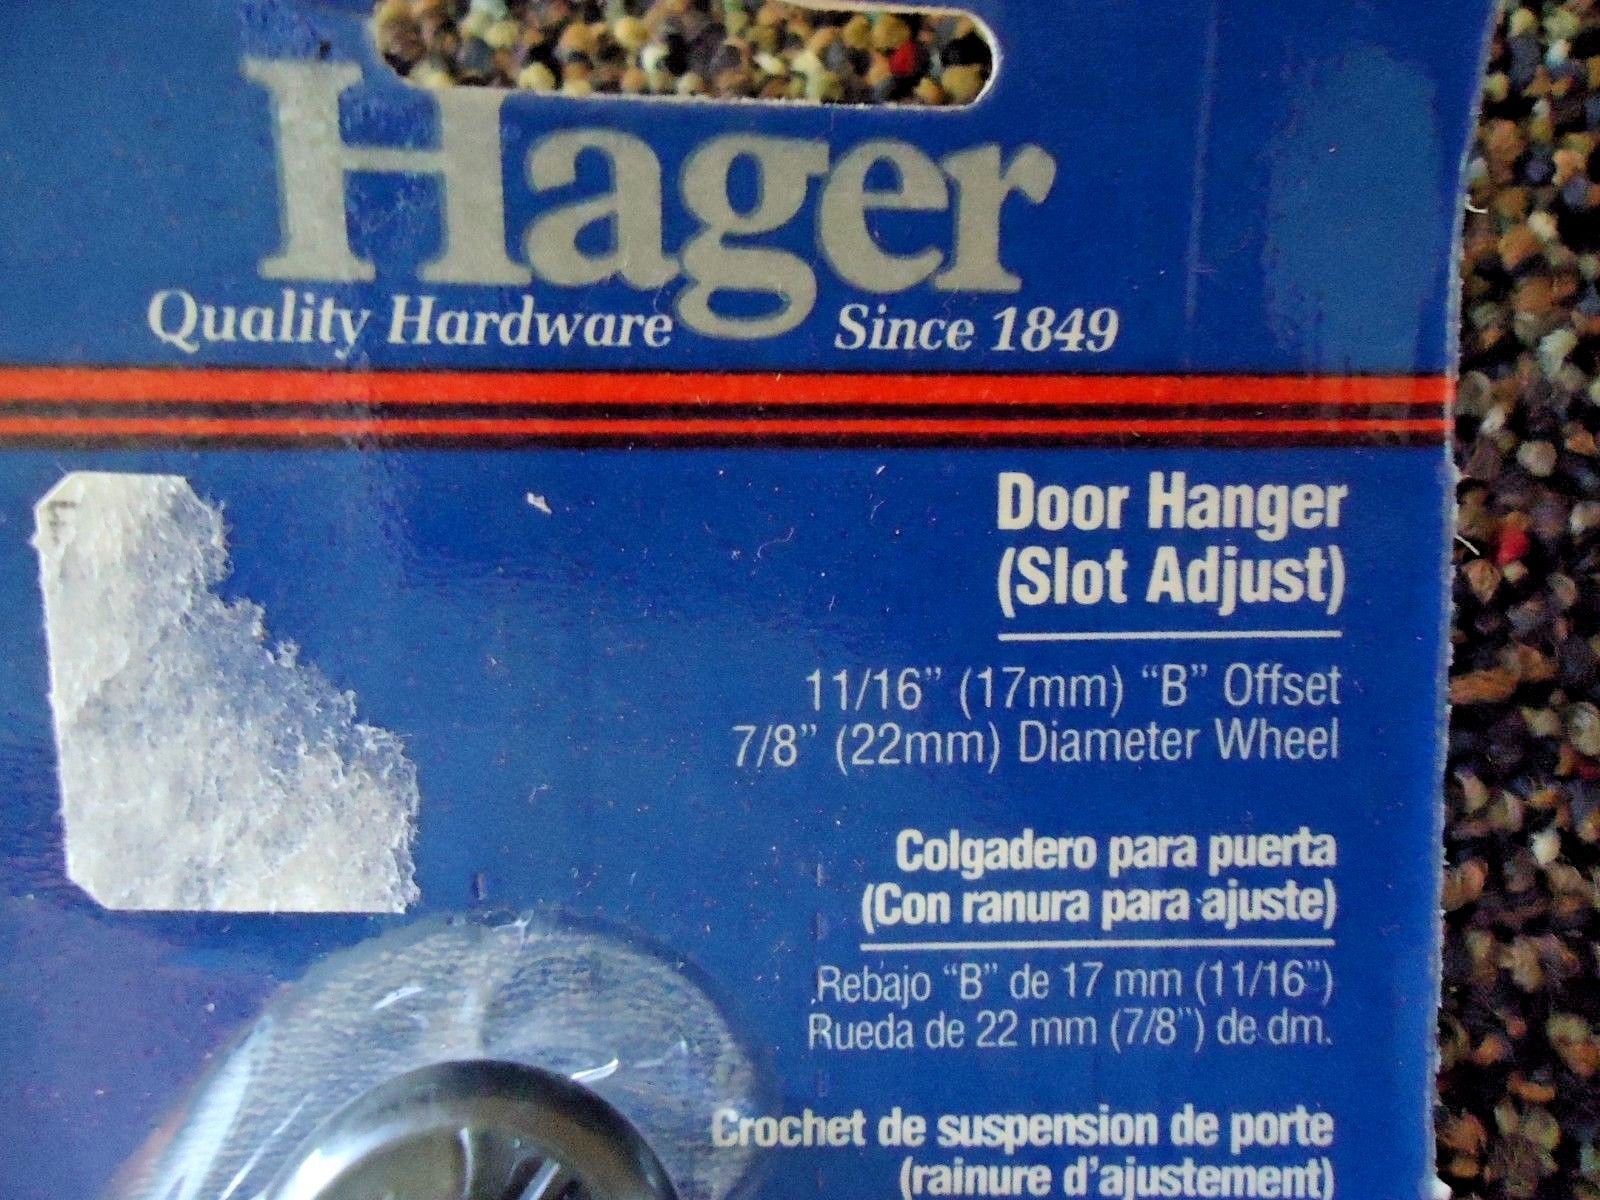 Hager
Quality Hardware Since 1849
Door Hanger
(Slot Adjust)
11/16” (17mm) “B” Offset
7/8” (22mm) Diameter Wheel
Colgadero para puerta
(Con ranura para ajuste)
Rebajo “B” de 17 mm (11/16”)
Rueda de 22 mm (7/8”) de dm.
Crochet de suspension de porte
(rainure d’ajustement)